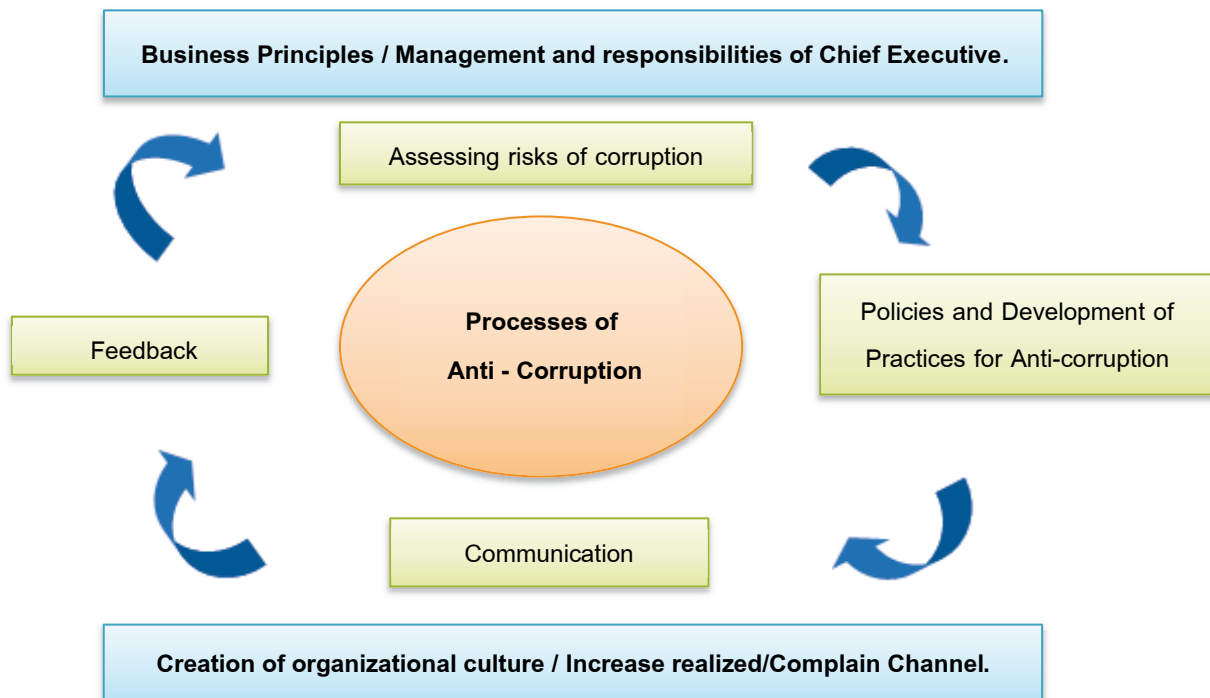 Business Principles / Management and responsibilities of Chief Executive.
Assessing risks of corruption
Processes of
Anti - Corruption
Policies and Development of
Practices for Anti-corruption
Feedback
Communication
Creation of organizational culture / Increase realized/Complain Channel.